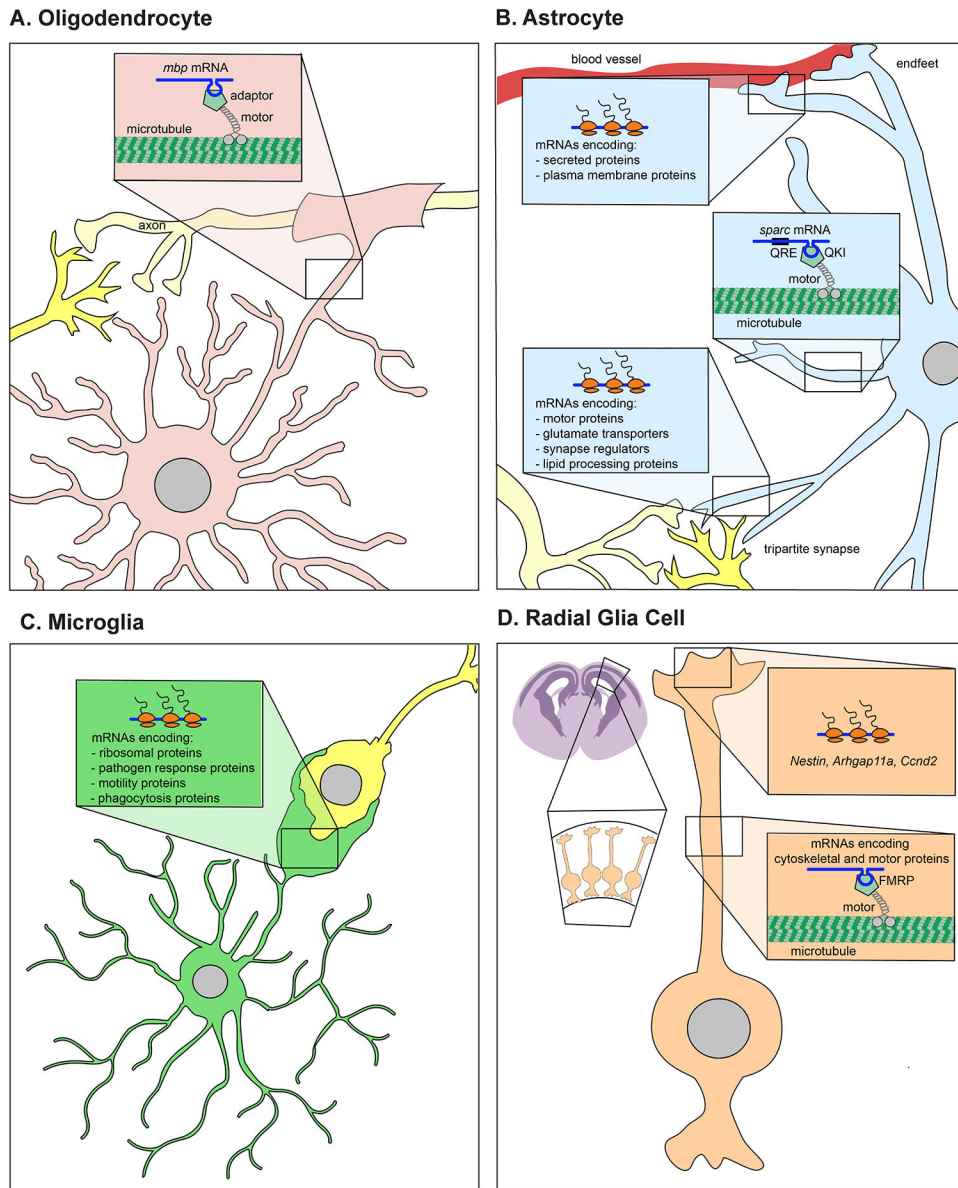 A. Oligodendrocyte
mbp mRNA
adaptor
motor
microtubule
axon
B. Astrocyte
blood vessel
endfeet
mRNAs encoding:
- secreted proteins
- plasma membrane proteins
sparc mRNA
QRE
QKI
motor
microtubule
mRNAs encoding:
- motor proteins
- glutamate transporters
- synapse regulators
- lipid processing proteins
tripartite synapse
C. Microglia
mRNAs encoding:
- ribosomal proteins
- pathogen response proteins
- motility proteins
- phagocytosis proteins
D. Radial Glia Cell
Nestin, Arhgap11a, Ccnd2
mRNAs encoding
cytoskeletal and motor proteins
FMRP
motor
microtubule